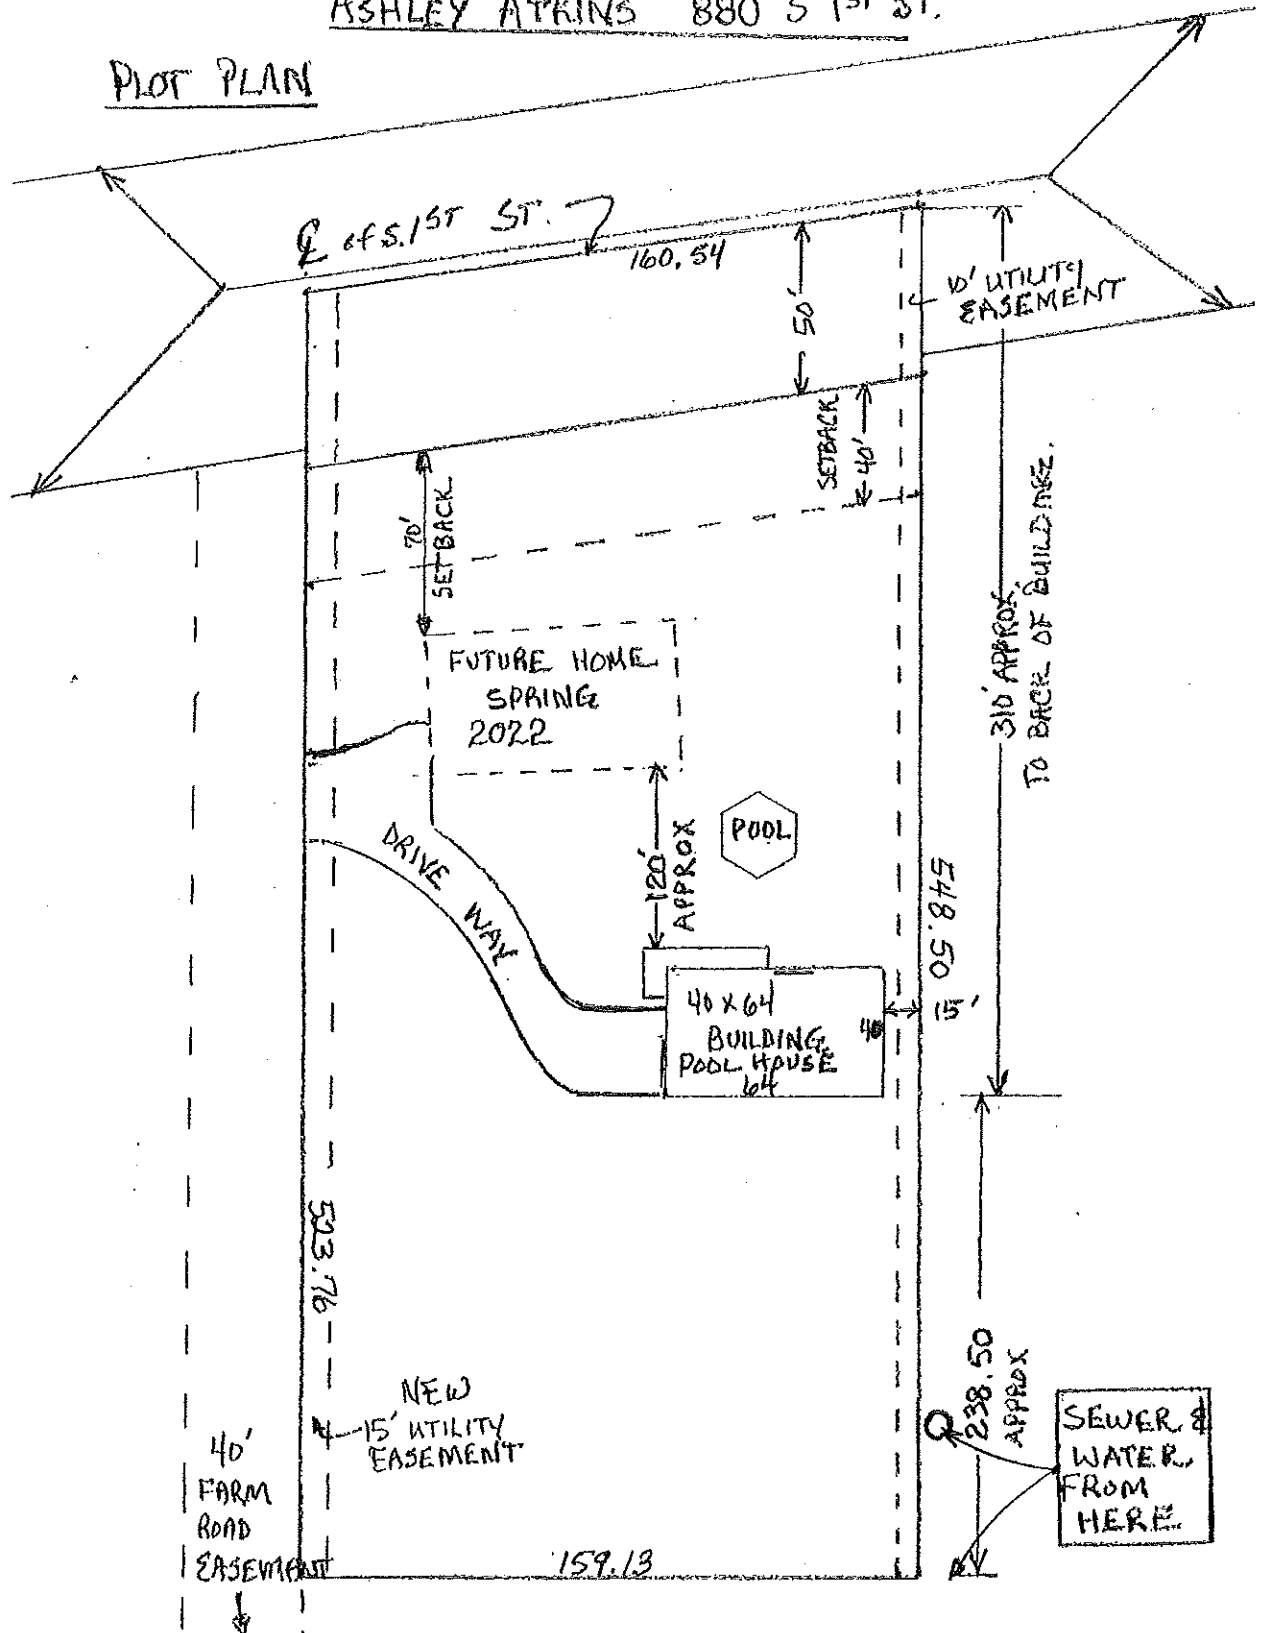 ASHLEY ATKINS 880 S 1ST ST.
PLOT PLAN
℄ of S. 1ST ST.
160.54
50'
10' UTILITY
EASEMENT
SETBACK
40'
70'
SETBACK
310' APPROX.
TO BACK OF BUILDING.
FUTURE HOME
SPRING
2022
DRIVE WAY
120'
APPROX
POOL
548.50
40 X 64
BUILDING
POOL HOUSE
64
40
15'
523.76
NEW
15' UTILITY
EASEMENT
238.50
APPROX
SEWER &
WATER
FROM
HERE
40'
FARM
ROAD
EASEMENT
159.13